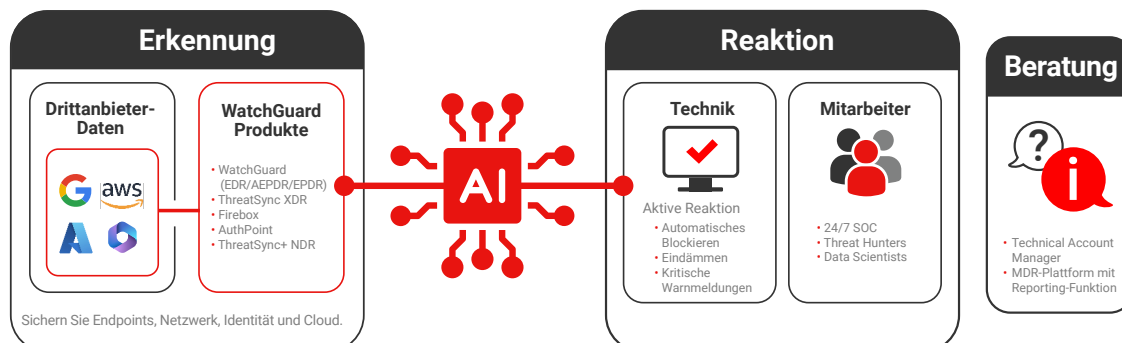 Erkennung
Drittanbieter-
Daten
aws
WatchGuard
Produkte
• WatchGuard
(EDR/AEPDR/EPDR)
• ThreatSync XDR
• Firebox
• AuthPoint
• ThreatSync+ NDR
Sichern Sie Endpoints, Netzwerk, Identität und Cloud.
AI
Reaktion
Technik
Aktive Reaktion
• Automatisches
Blockieren
• Eindämmen
• Kritische
Warnmeldungen
Mitarbeiter
• 24/7 SOC
• Threat Hunters
• Data Scientists
Beratung
?
i
• Technical Account
Manager
• MDR-Plattform mit
Reporting-Funktion